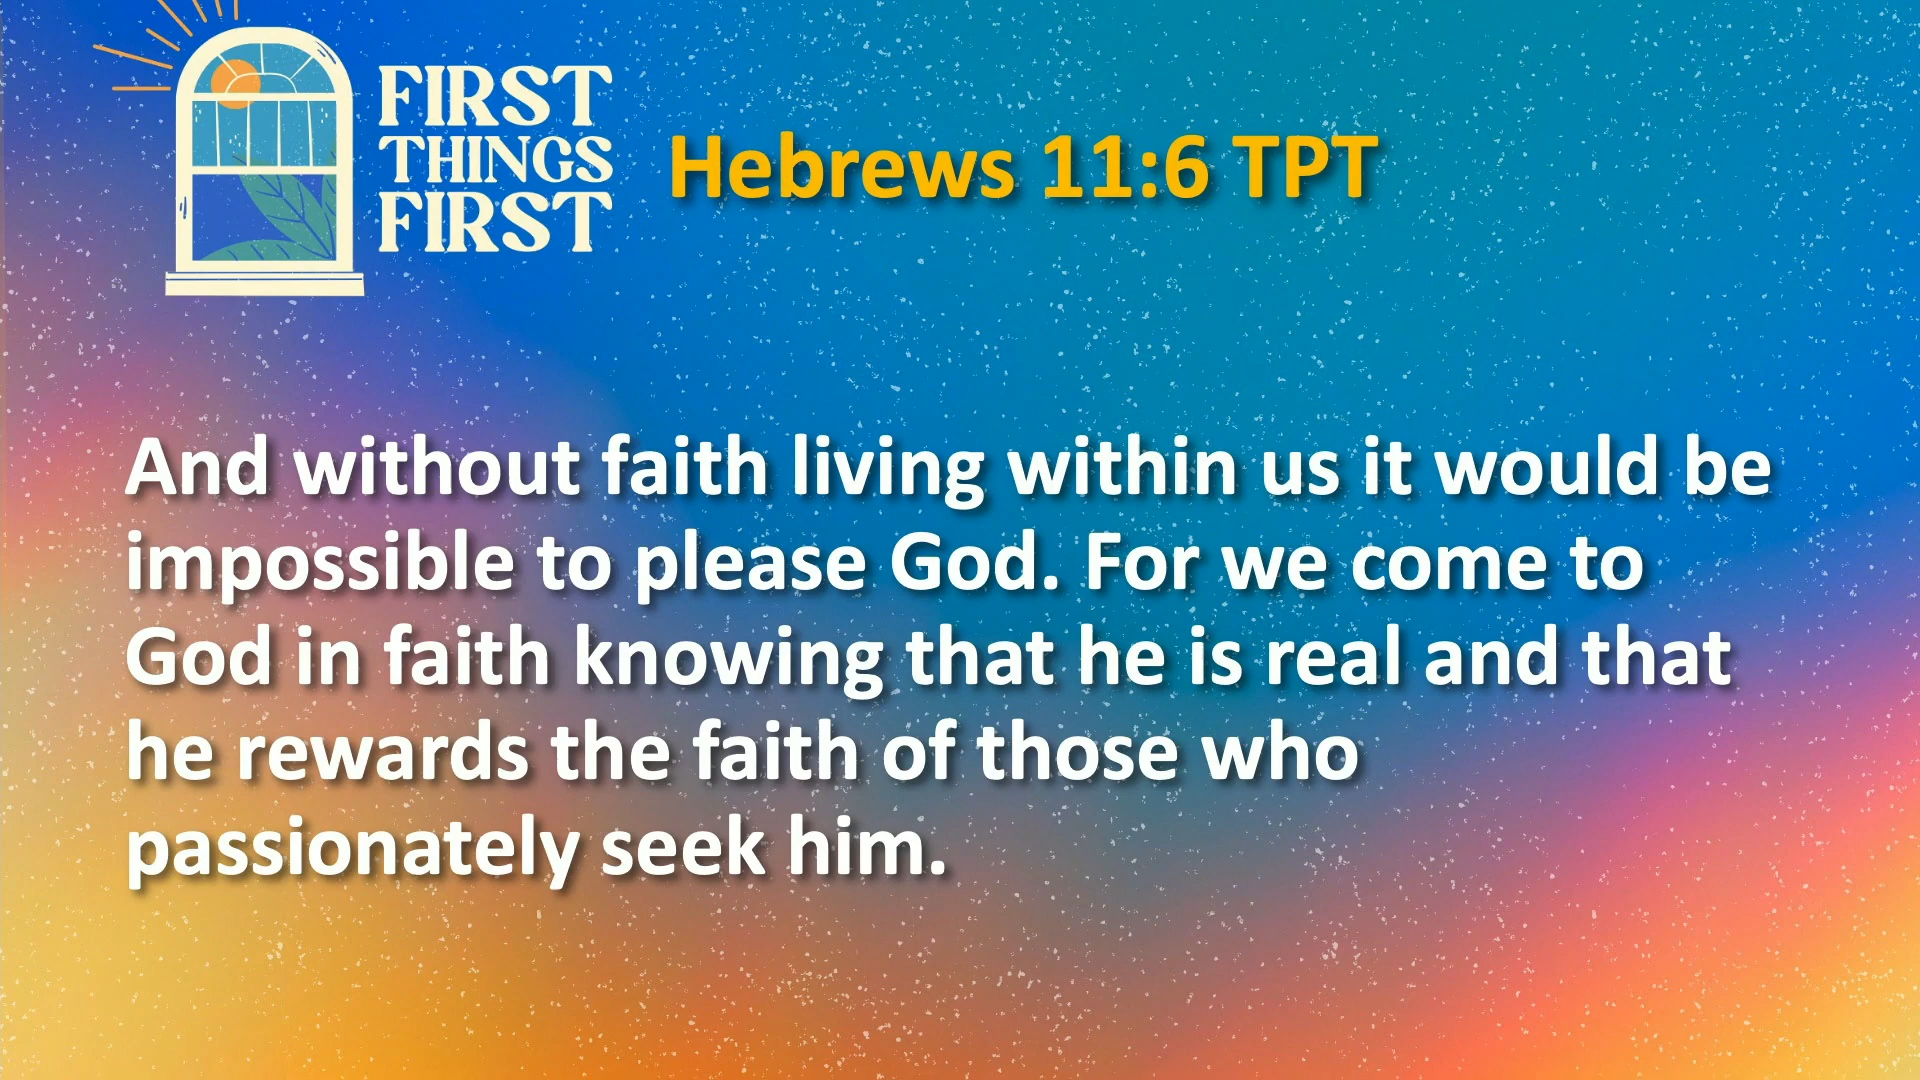 FIRST
THINGS
FIRST
Hebrews 11:6 TPT
And without faith living within us it would be
impossible to please God. For we come to
God in faith knowing that he is real and that
he rewards the faith of those who
passionately seek him.